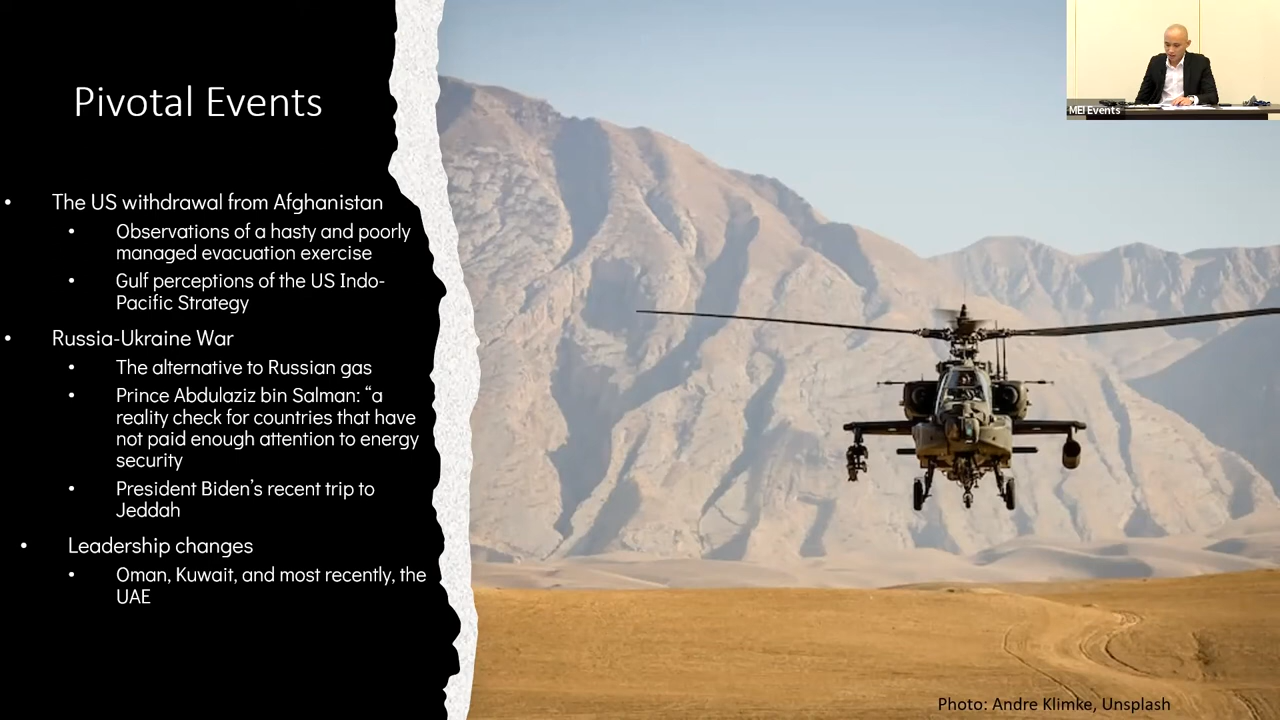 Pivotal Events
• The US withdrawal from Afghanistan
• Observations of a hasty and poorly
managed evacuation exercise
• Gulf perceptions of the US Indo-
Pacific Strategy
• Russia-Ukraine War
• The alternative to Russian gas
• Prince Abdulaziz bin Salman: “a
reality check for countries that have
not paid enough attention to energy
security
• President Biden’s recent trip to
Jeddah
• Leadership changes
• Oman, Kuwait, and most recently, the
UAE
MEI Events
Photo: Andre Klimke, Unsplash